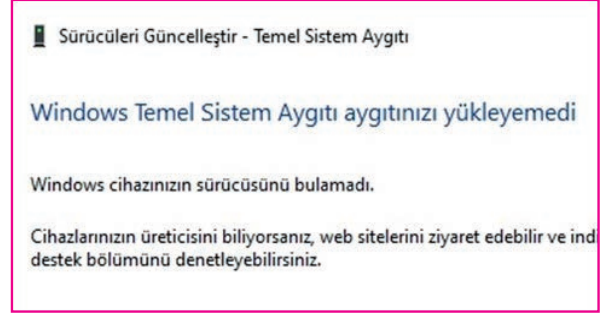 Sürücüleri Güncelleştir - Temel Sistem Aygıtı
Windows Temel Sistem Aygıtı aygıtınızı yükleyemedi
Windows cihazınızın sürücüsünü bulamadı.
Cihazlarınızın üreticisini biliyorsanız, web sitelerini ziyaret edebilir ve indi
destek bölümünü denetleyebilirsiniz.